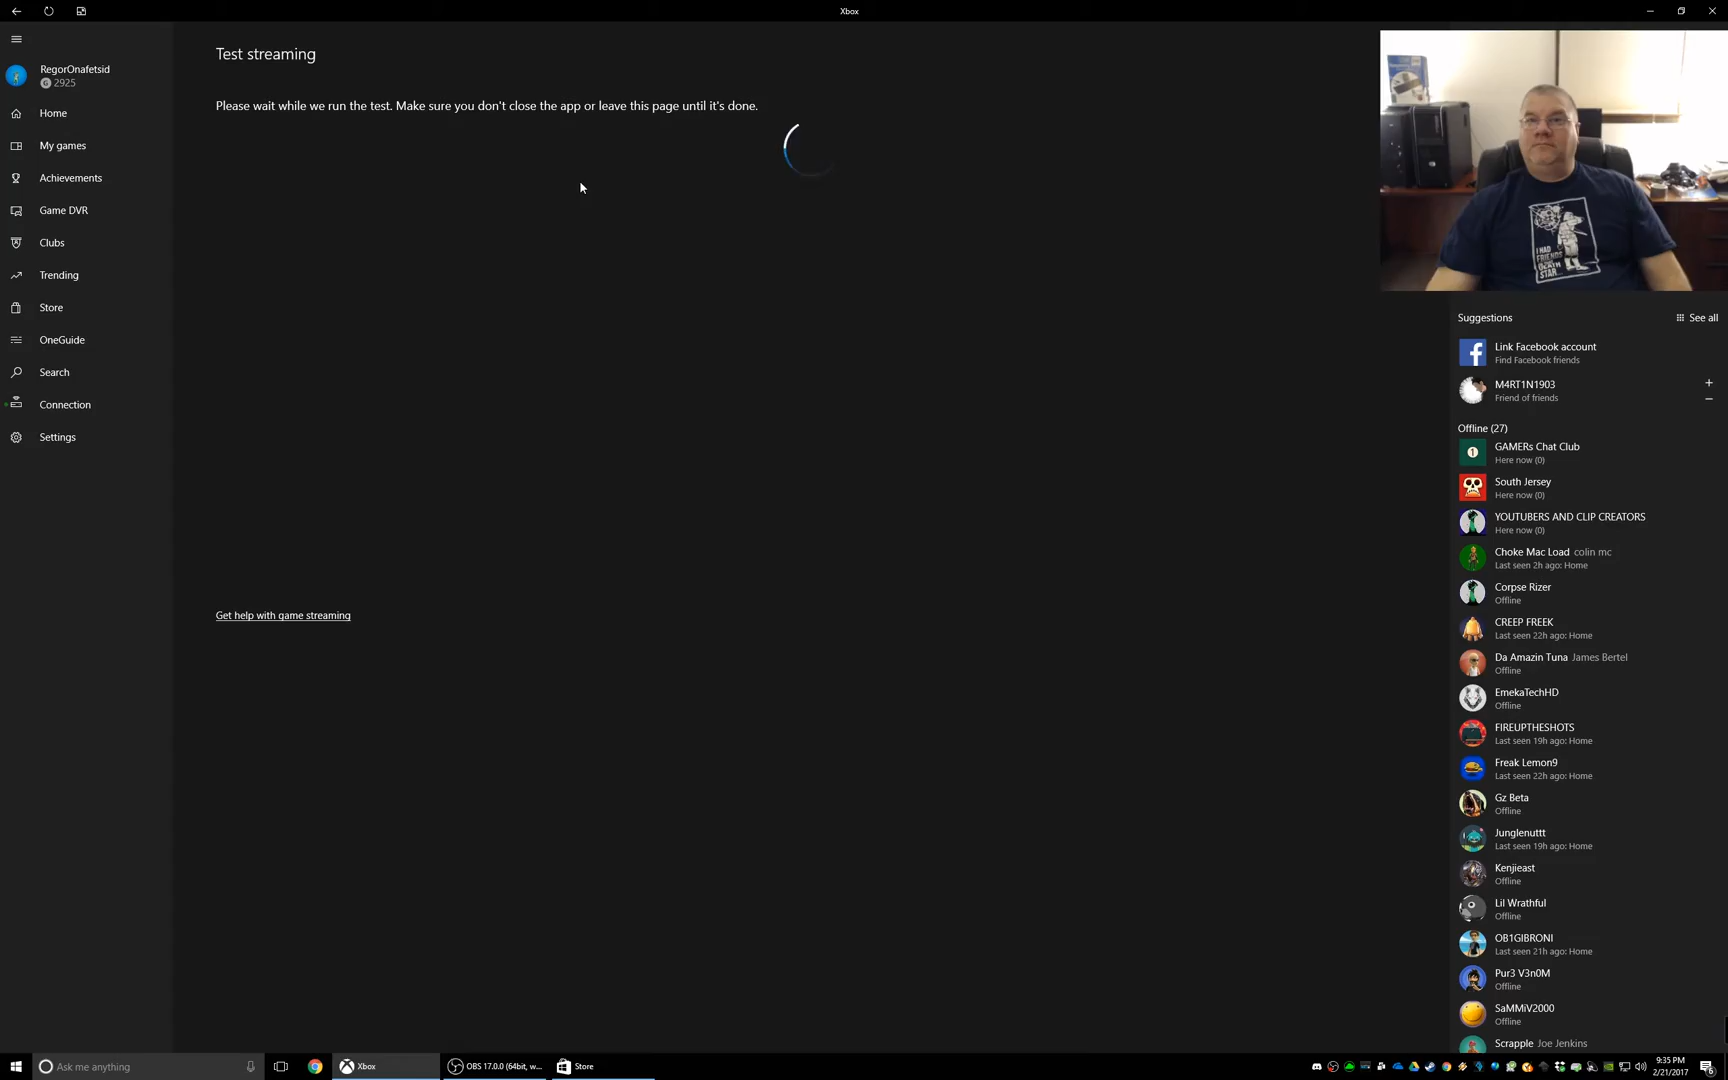 Xbox
Test streaming
RegorOnafetsid
G 2925
Please wait while we run the test. Make sure you don't close the app or leave this page until it's done.
Home
My games
Achievements
Game DVR
Clubs
Trending
Store
OneGuide
Search
Connection
Settings
Get help with game streaming
I HAD
FRIENDS
DEATH
STAR
Suggestions
See all
Link Facebook account
Find Facebook friends
M4RT1N1903
Friend of friends
Offline (27)
GAMERs Chat Club
Here now (0)
South Jersey
Here now (0)
YOUTUBERS AND CLIP CREATORS
Here now (0)
Choke Mac Load colin mc
Last seen 2h ago: Home
Corpse Rizer
Offline
CREEP FREEK
Last seen 22h ago: Home
Da Amazin Tuna James Bertel
Offline
EmekaTechHD
Offline
FIREUPTHESHOTS
Last seen 19h ago: Home
Freak Lemon9
Last seen 22h ago: Home
Gz Beta
Offline
Junglenuttt
Last seen 19h ago: Home
Kenjieast
Offline
Lil Wrathful
Offline
OB1GIBRONI
Last seen 21h ago: Home
Pur3 V3n0M
Offline
SaMMiV2000
Offline
Scrapple Joe Jenkins
Ask me anything
Xbox
OBS 17.0.0 (64bit, w...
Store
9:35 PM
2/21/2017
6